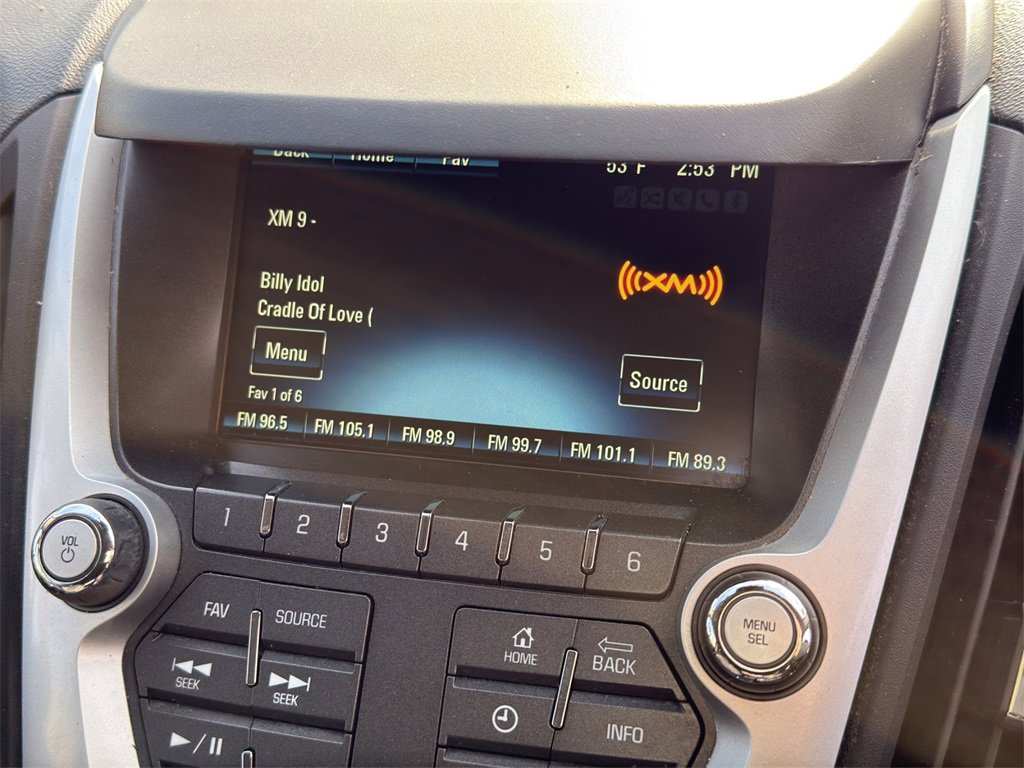 Back Home Fav 53°F 2:53 PM
XM 9 -
XM
Billy Idol
Cradle Of Love (
Menu
Source
Fav 1 of 6
FM 96.5 FM 105.1 FM 98.9 FM 99.7 FM 101.1 FM 89.3
1 2 3 4 5 6
VOL
FAV SOURCE
HOME BACK
MENU
SEL
SEEK SEEK
INFO